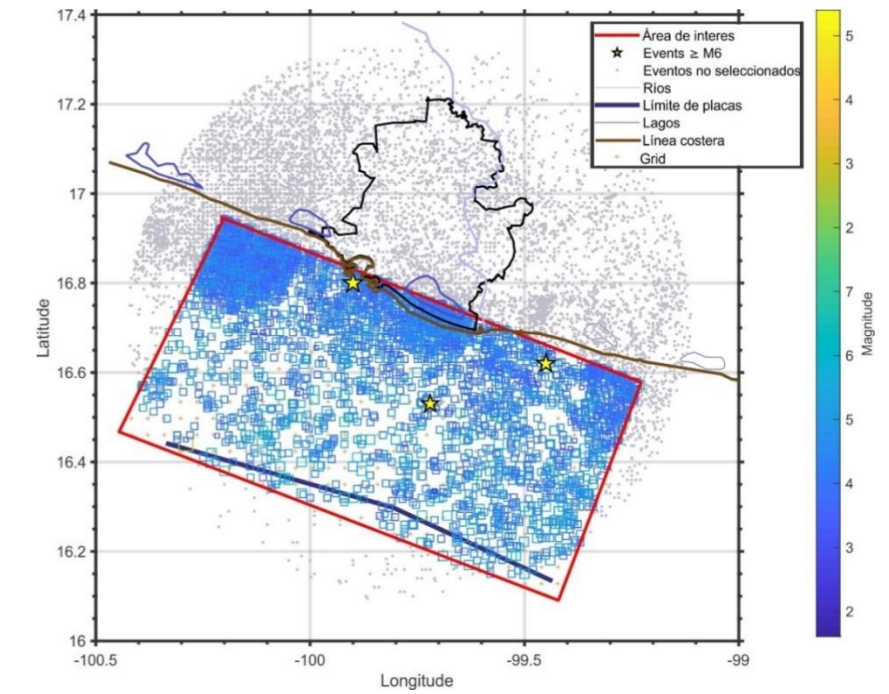 17.4
17.2
17
16.8
16.6
16.4
16.2
16
Latitude
-100.5
-100
-99.5
-99
Longitude
Área de interes
Events ≥ M6
Eventos no seleccionados
Ríos
Límite de placas
Lagos
Línea costera
Grid
5
4
3
2
7
6
5
4
3
2
Magnitude